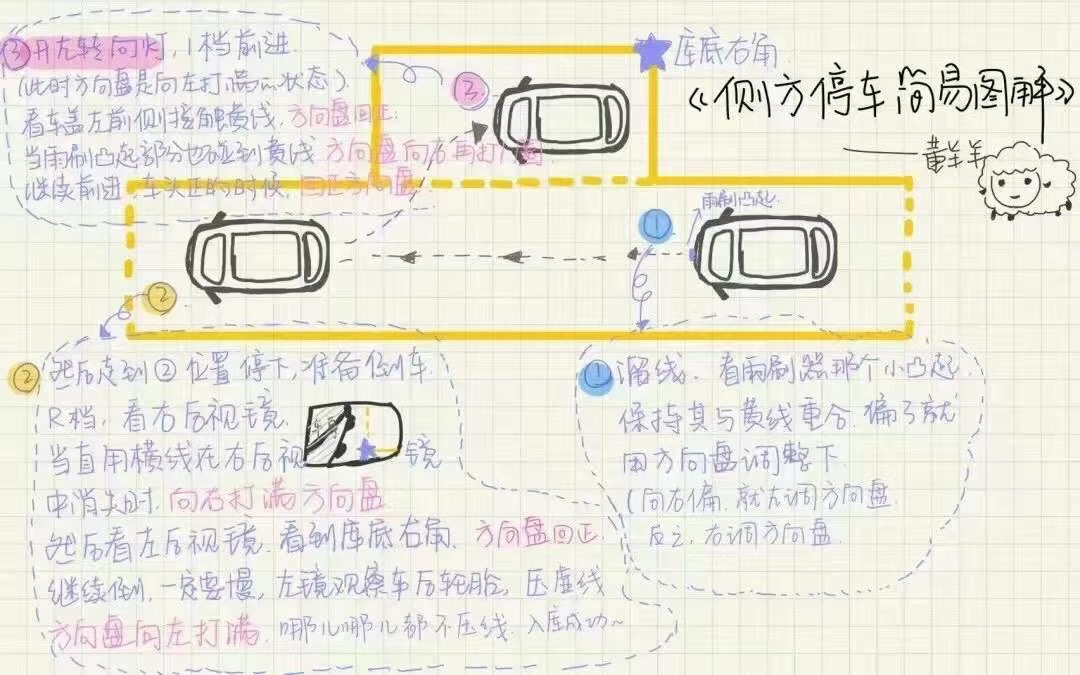 ③开左转向灯,1档前进.
(此时方向盘是向左打满的状态).
看车盖左前侧接触黄线,方向盘回正.
当雨刷凸起部分也碰到黄线 方向盘向右再打一圈
继续前进,车头正的时候,回正方向盘.
③
库底右角.
《侧方停车简易图解》
——黄羊羊
①
雨刷凸起.
②
② 然后走到②位置停下,准备倒车.
R档,看右后视镜.
当直角横线在右后视镜
中消失时,向右打满方向盘
然后看左后视镜.看到库底右角.方向盘回正.
继续倒.一定要慢,左镜观察车后轮胎,压虚线
方向盘向左打满.哪儿哪儿都不压线.入库成功~
① 溜线. 看雨刷器那个小凸起.
保持其与黄线重合.偏了就
用方向盘调整下.
(向右偏.就左调方向盘
反之,右调方向盘.